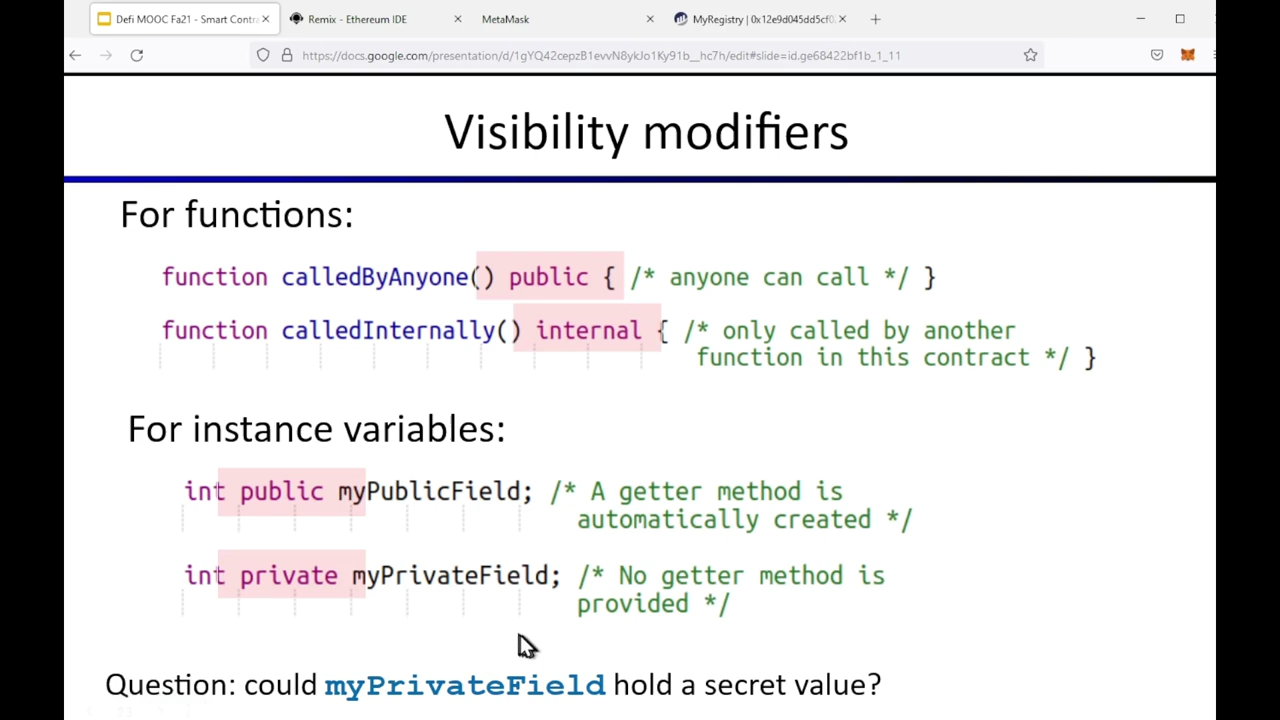 Defi MOOC Fa21 - Smart Contra
Remix - Ethereum IDE
MetaMask
MyRegistry | 0x12e9d045dd5cf0
https://docs.google.com/presentation/d/1gYQ42cepzB1evvN8ykJo1Ky91b__hc7h/edit#slide=id.ge68422bf1b_1_11
Visibility modifiers
For functions:
function calledByAnyone() public { /* anyone can call */ }
function calledInternally() internal { /* only called by another
function in this contract */ }
For instance variables:
int public myPublicField; /* A getter method is
automatically created */
int private myPrivateField; /* No getter method is
provided */
Question: could myPrivateField hold a secret value?